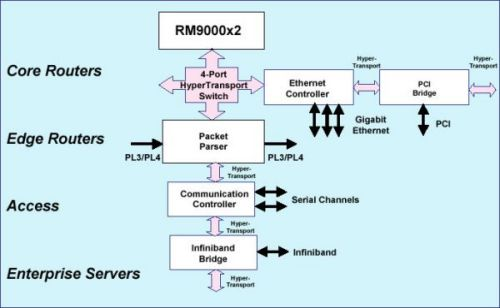 RM9000x2
Core Routers
4-Port
HyperTransport
Switch
Ethernet
Controller
Hyper-
Transport
PCI
Bridge
Hyper-
Transport
Gigabit
Ethernet
PCI
Edge Routers
Packet
Parser
PL3/PL4
PL3/PL4
Hyper-
Transport
Access
Communication
Controller
Serial Channels
Hyper-
Transport
Infiniband
Bridge
Infiniband
Enterprise Servers
Hyper-
Transport